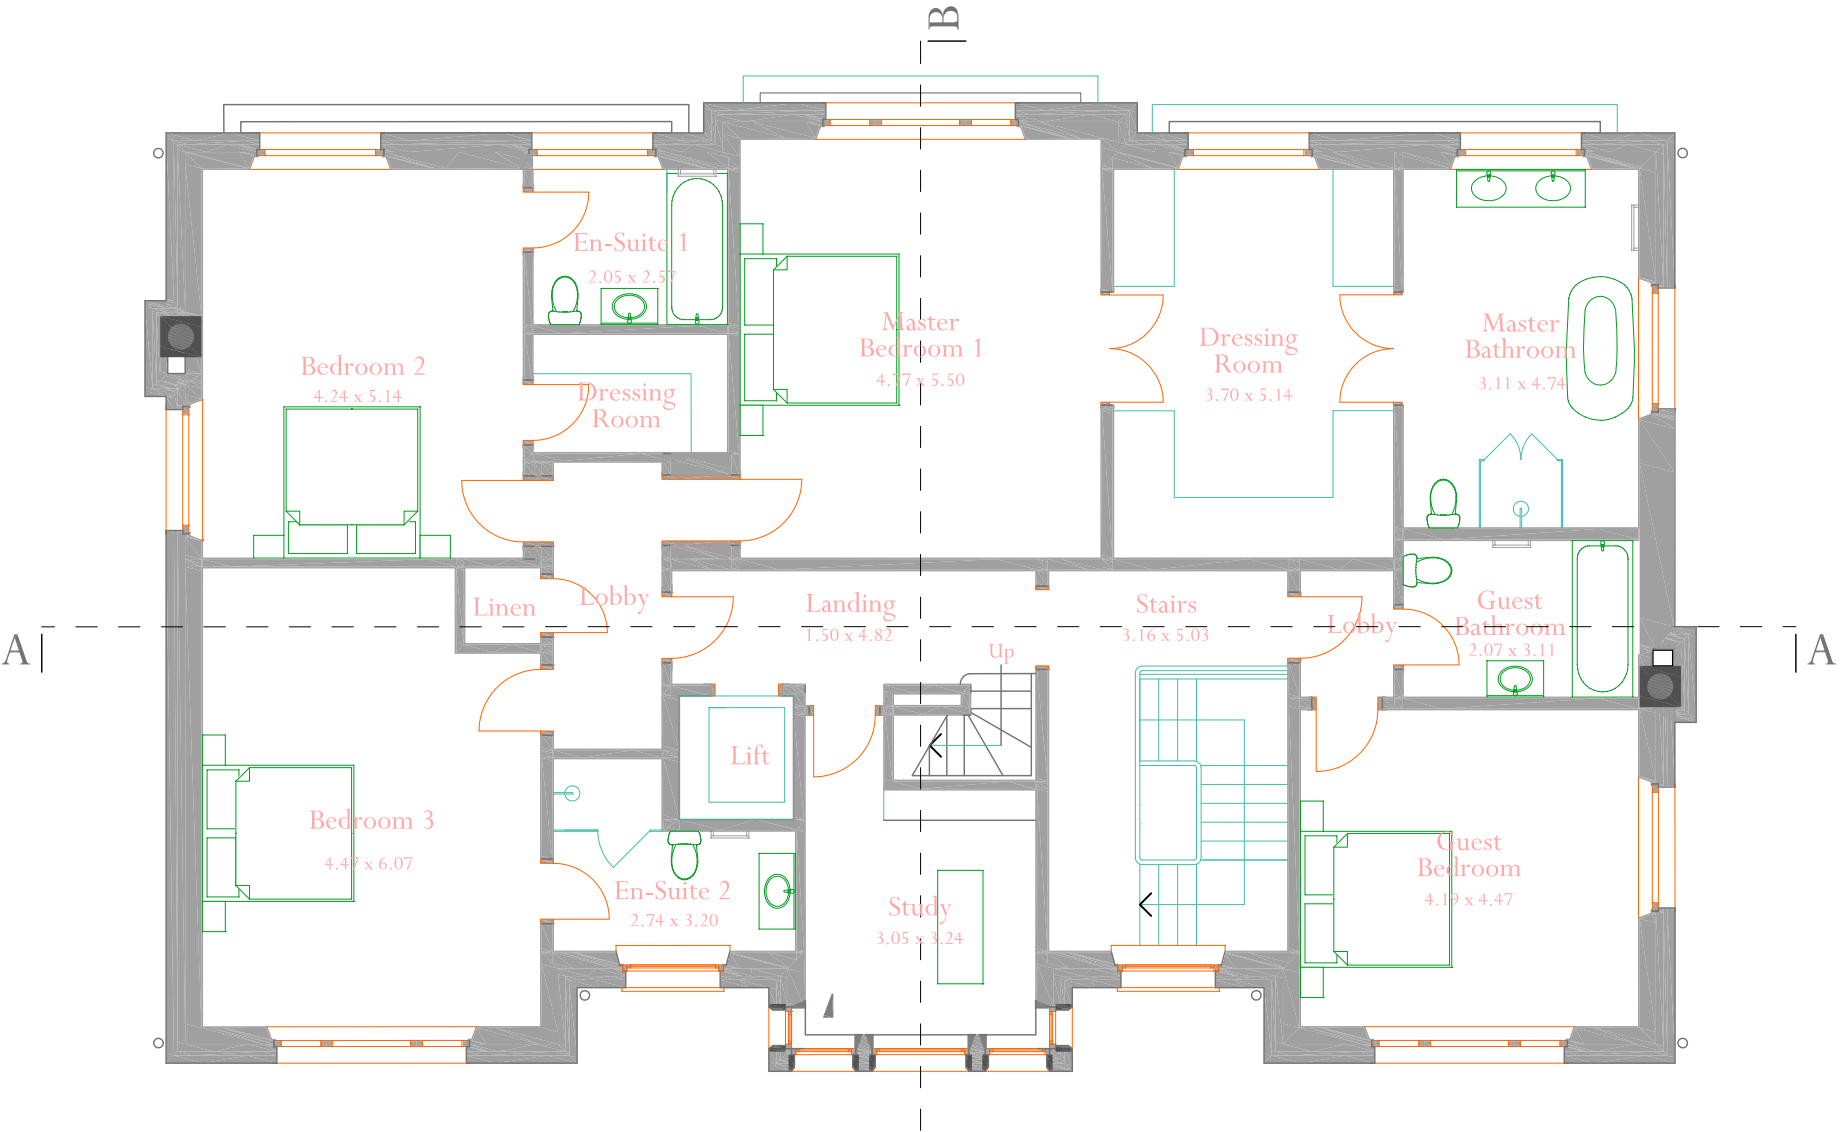 B
En-Suite 1
2.05 x 2.57
Master
Bedroom 1
4.77 x 5.50
Dressing
Room
3.70 x 5.14
Master
Bathroom
3.11 x 4.74
Bedroom 2
4.24 x 5.14
Dressing
Room
Linen
Lobby
Landing
1.50 x 4.82
Stairs
3.16 x 5.03
Lobby
Guest
Bathroom
2.07 x 3.11
A
A
Up
Lift
Bedroom 3
4.47 x 6.07
En-Suite 2
2.74 x 3.20
Study
3.05 x 3.24
Guest
Bedroom
4.19 x 4.47